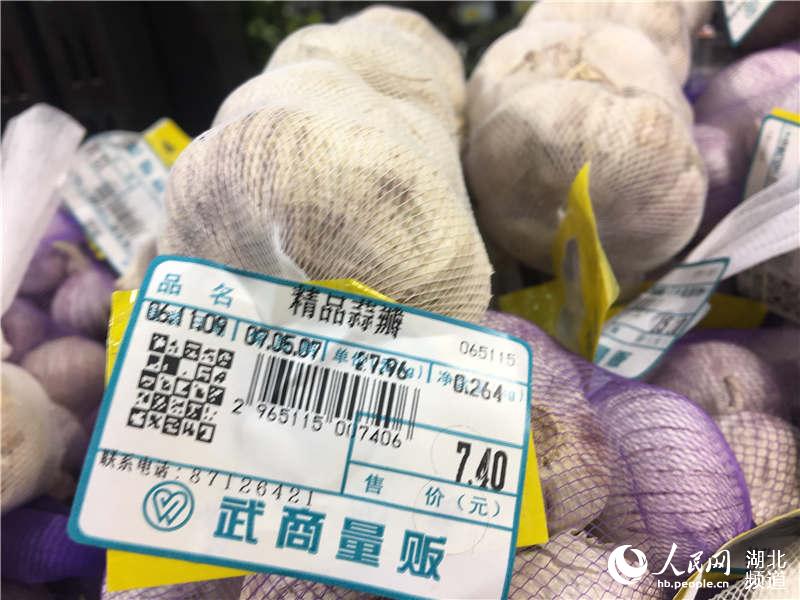 品 名 精品蒜瓣
065115
单价 27.96 净 0.264
2 965115 007406
7.40
售 价 (元)
联系电话: 87126421
武商量贩
人民网 湖北频道
hb.people.cn